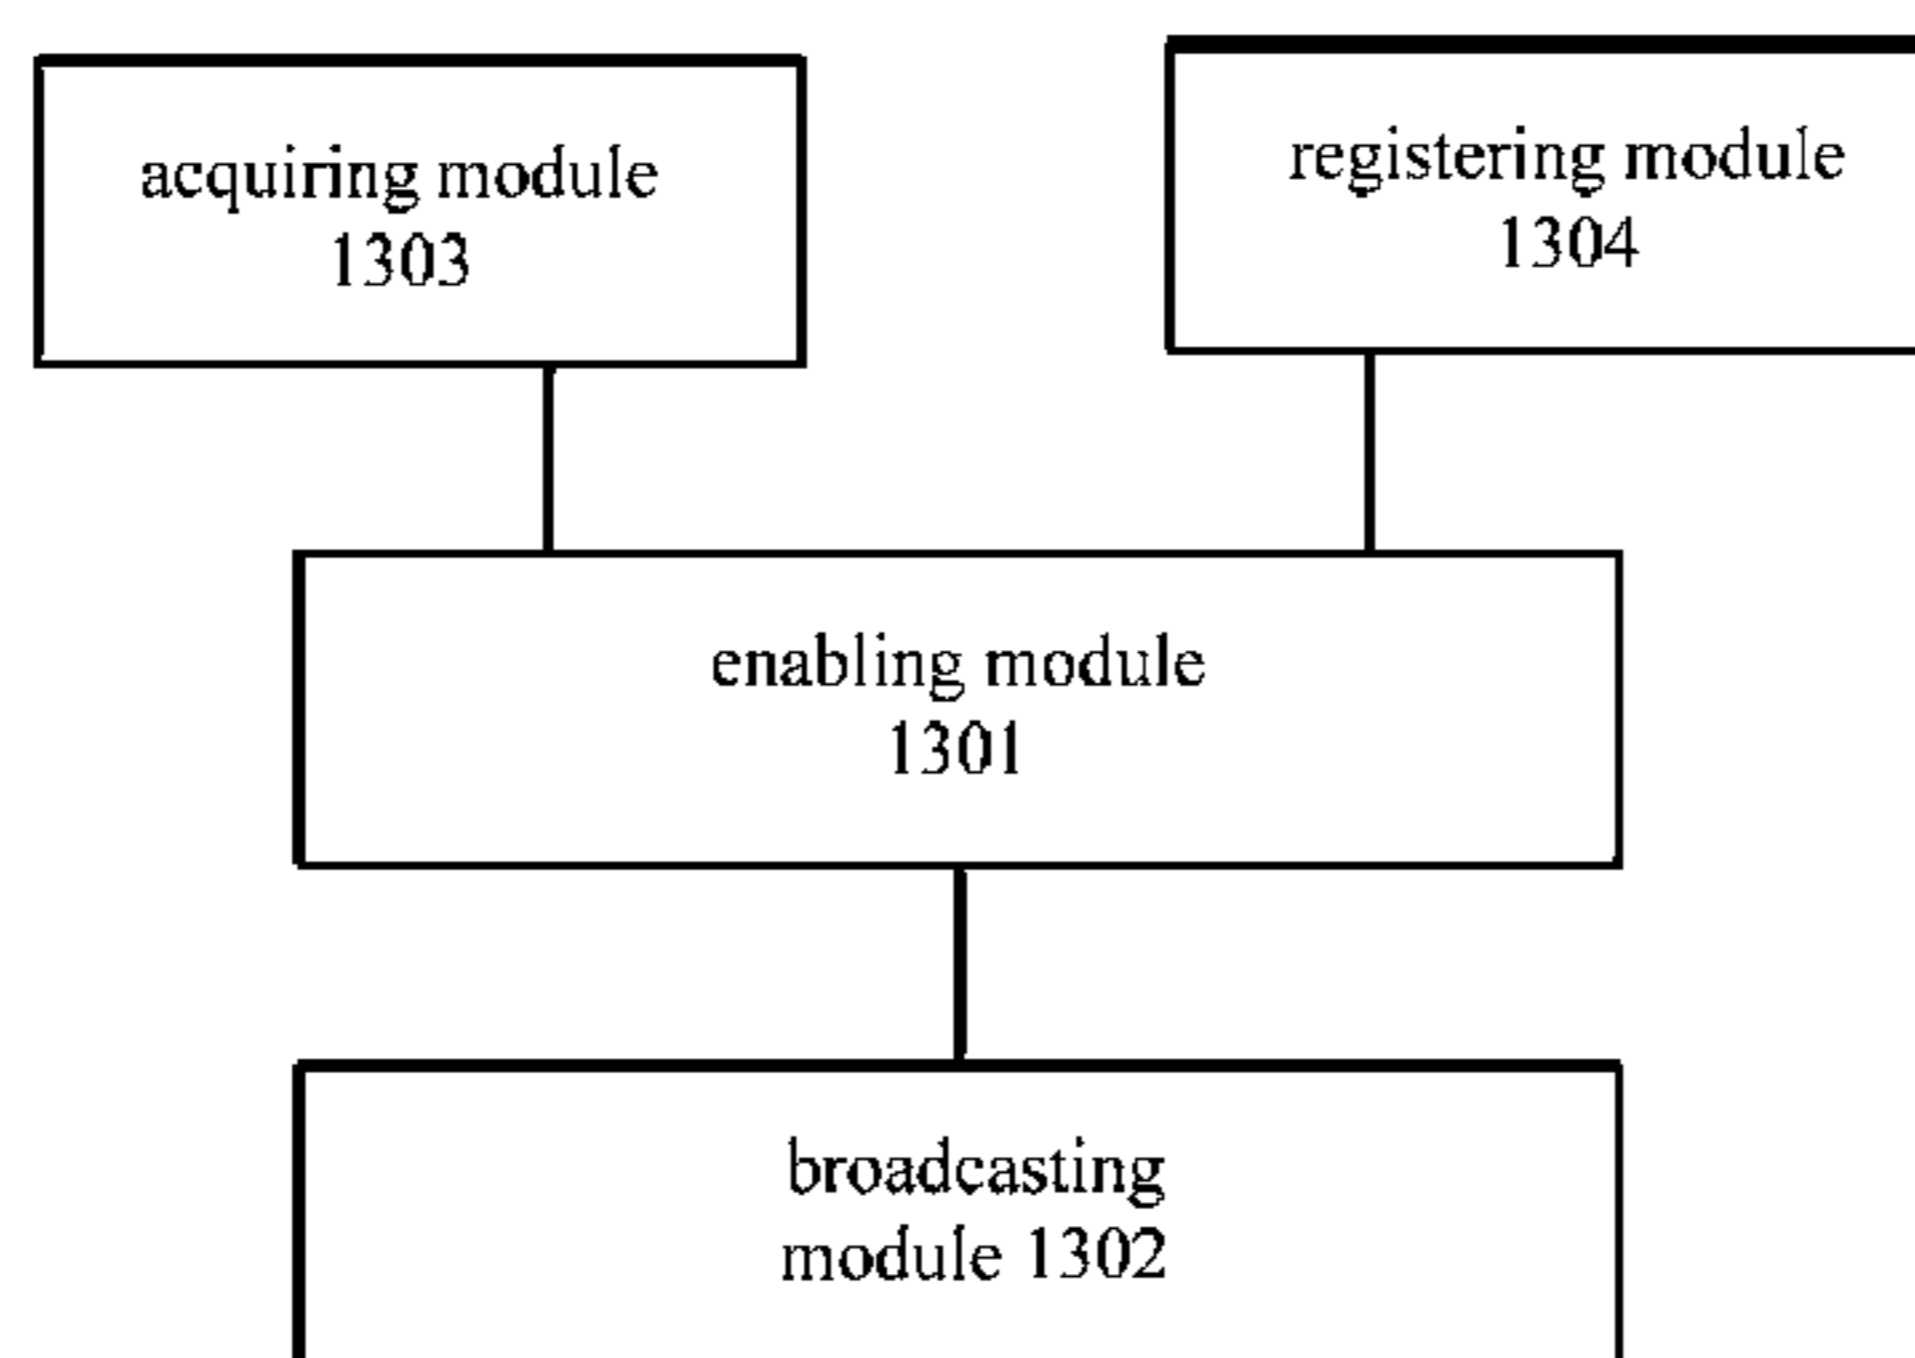 acquiring module
1303
registering module
1304
enabling module
1301
broadcasting
module 1302